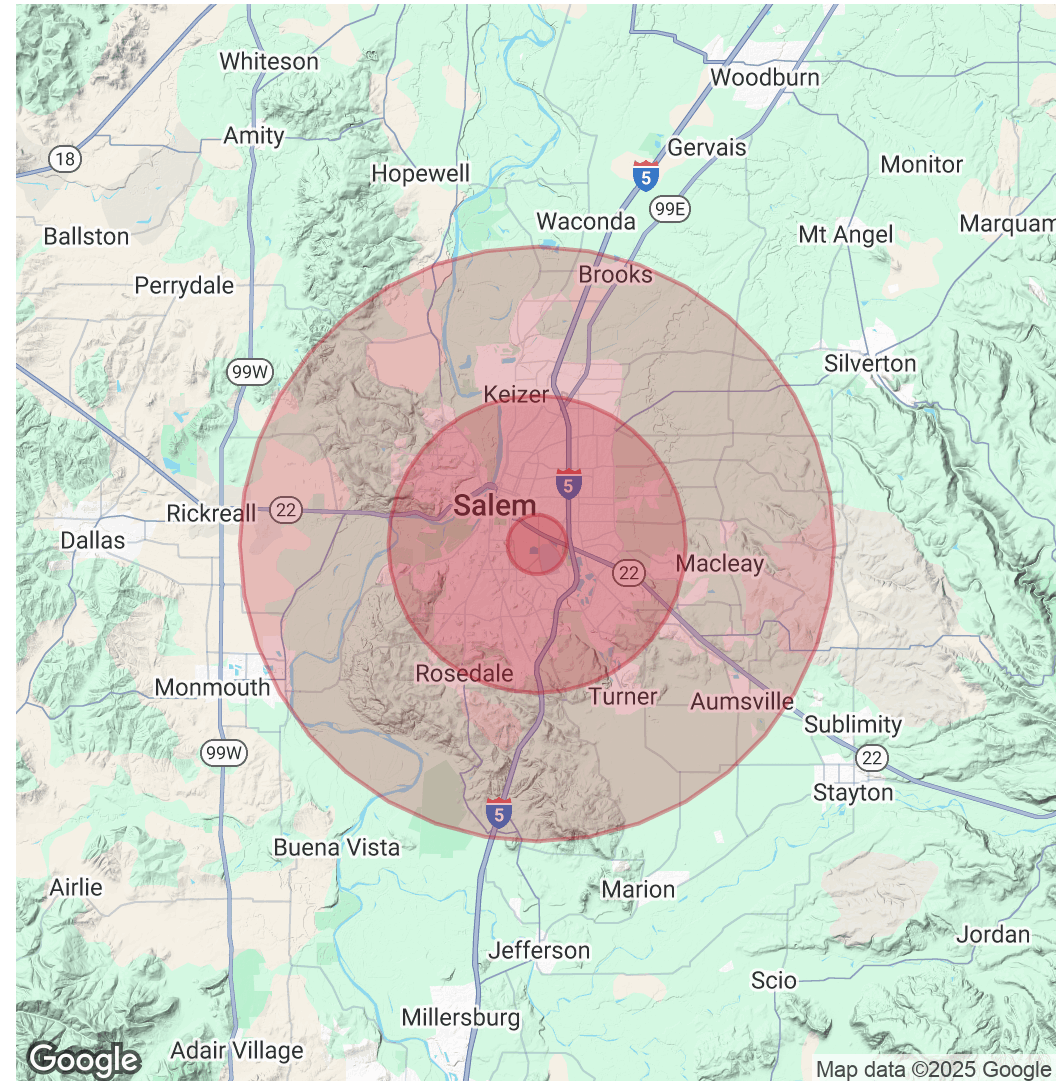 Whiteson
Woodburn
Amity
Gervais
18
Hopewell
5
Monitor
99E
Waconda
Marquam
Ballston
Mt Angel
Perrydale
Brooks
99W
Silverton
Keizer
5
Salem
Rickreall
22
Dallas
22
Macleay
Rosedale
Monmouth
Turner
Aumsville
Sublimity
99W
22
Stayton
5
Buena Vista
Airlie
Marion
Jefferson
Jordan
Scio
Millersburg
Adair Village
Google
Map data ©2025 Google